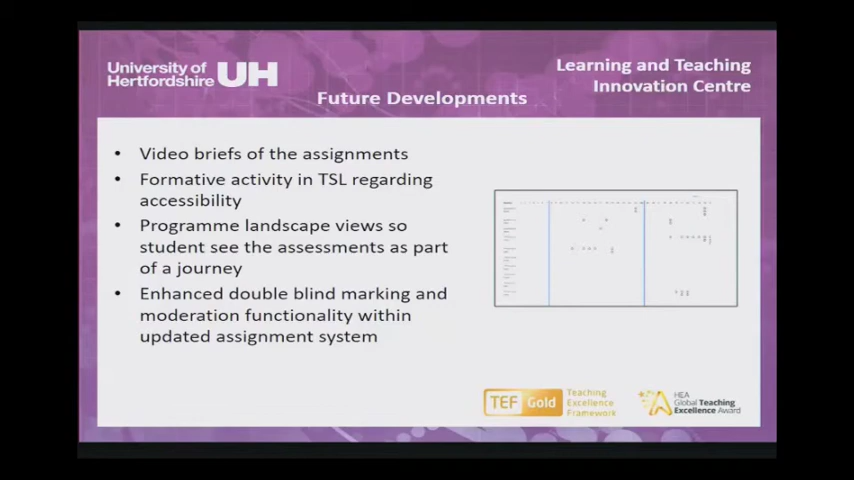 University of
Hertfordshire UH
Learning and Teaching
Innovation Centre
Future Developments
• Video briefs of the assignments
• Formative activity in TSL regarding
accessibility
• Programme landscape views so
student see the assessments as part
of a journey
• Enhanced double blind marking and
moderation functionality within
updated assignment system
TEF Gold
Teaching
Excellence
Framework
HEA
Global Teaching
Excellence Award